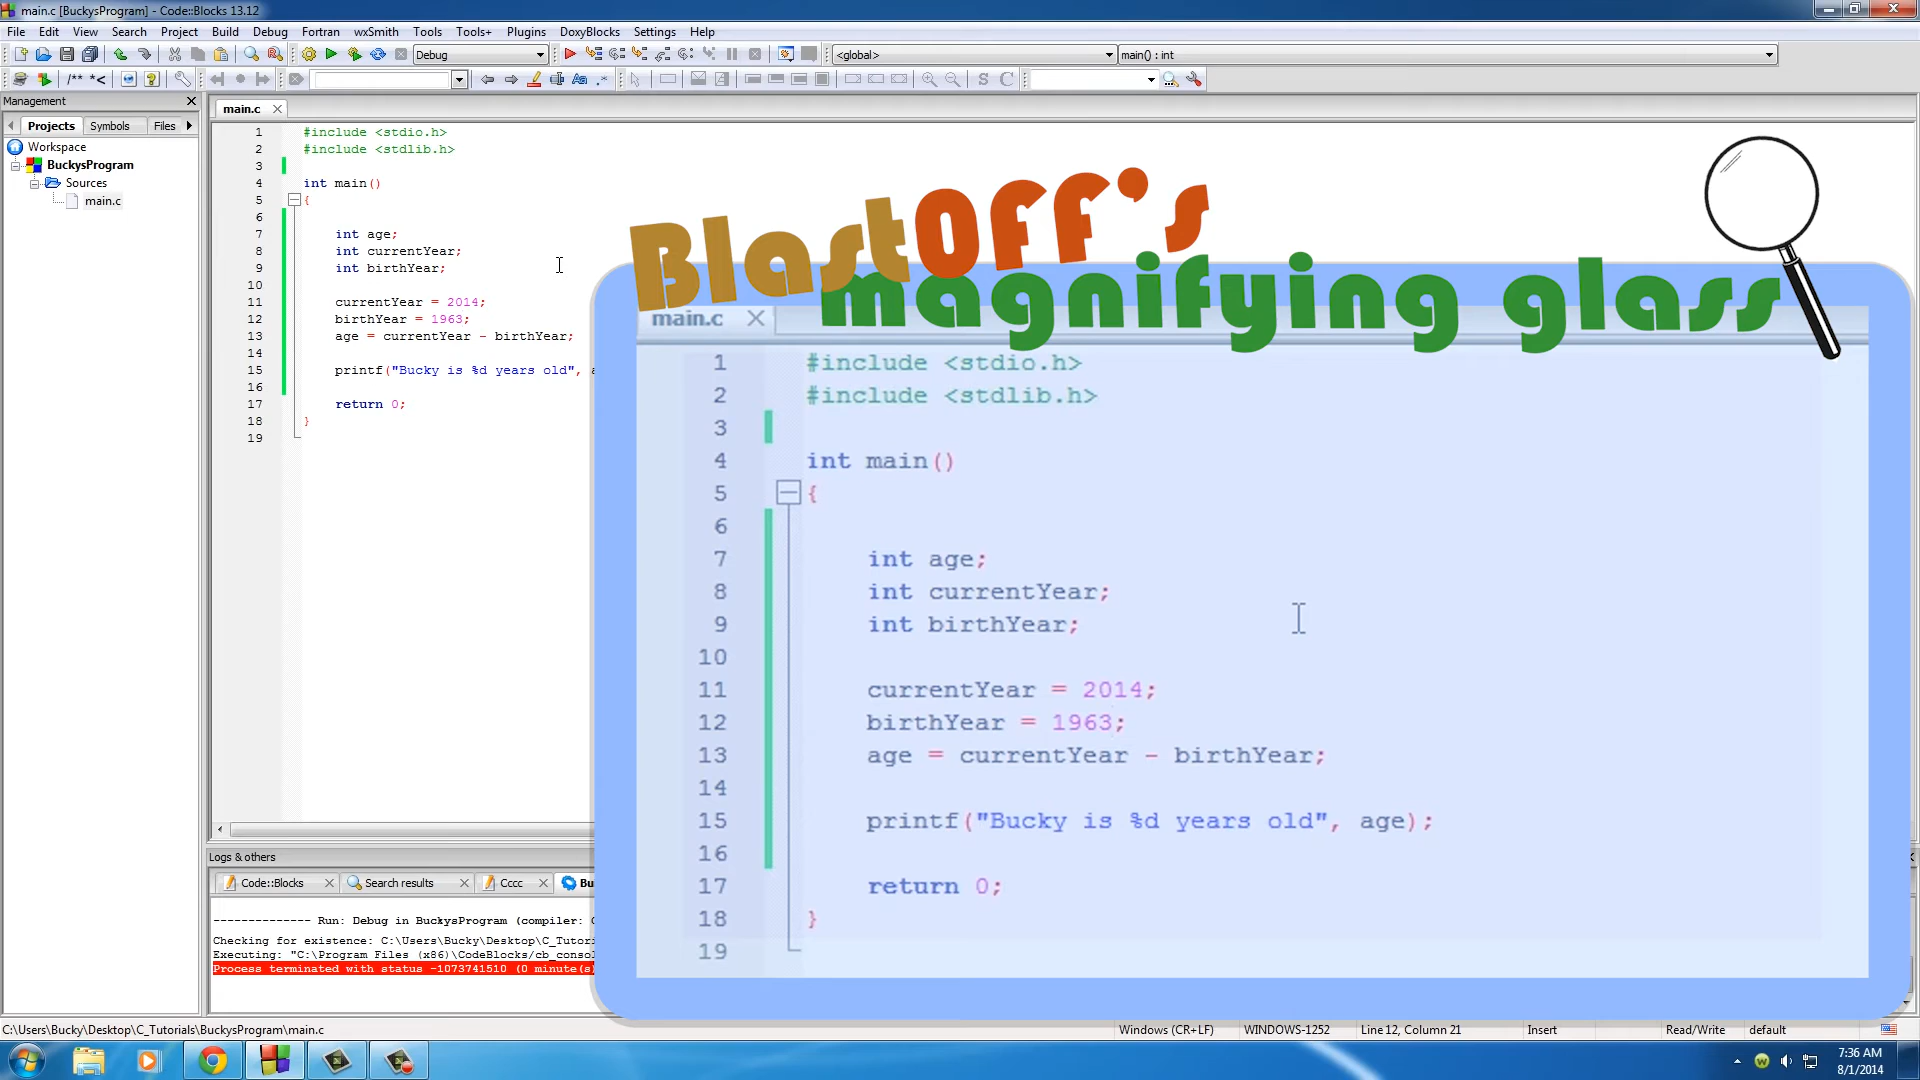 main.c [BuckysProgram] - Code::Blocks 13.12
File Edit View Search Project Build Debug Fortran wxSmith Tools Tools+ Plugins DoxyBlocks Settings Help
Debug <global> main() : int
/** *< Aa .* S C
Management
Projects Symbols Files
Workspace
BuckysProgram
Sources
main.c
main.c
1 #include <stdio.h>
2 #include <stdlib.h>
3
4 int main()
5 {
6
7 int age;
8 int currentYear;
9 int birthYear;
10
11 currentYear = 2014;
12 birthYear = 1963;
13 age = currentYear - birthYear;
14
15 printf("Bucky is %d years old", a
16
17 return 0;
18 }
19
BlastOFF's
magnifying glass
main.c
1 #include <stdio.h>
2 #include <stdlib.h>
3
4 int main()
5 {
6
7 int age;
8 int currentYear;
9 int birthYear;
10
11 currentYear = 2014;
12 birthYear = 1963;
13 age = currentYear - birthYear;
14
15 printf("Bucky is %d years old", age);
16
17 return 0;
18 }
19
Logs & others
Code::Blocks Search results Cccc Bu
-------------- Run: Debug in BuckysProgram (compiler: G
Checking for existence: C:\Users\Bucky\Desktop\C_Tutori
Executing: "C:\Program Files (x86)\CodeBlocks/cb_consol
Process terminated with status -1073741510 (0 minute(s)
C:\Users\Bucky\Desktop\C_Tutorials\BuckysProgram\main.c Windows (CR+LF) WINDOWS-1252 Line 12, Column 21 Insert Read/Write default
7:36 AM
8/1/2014